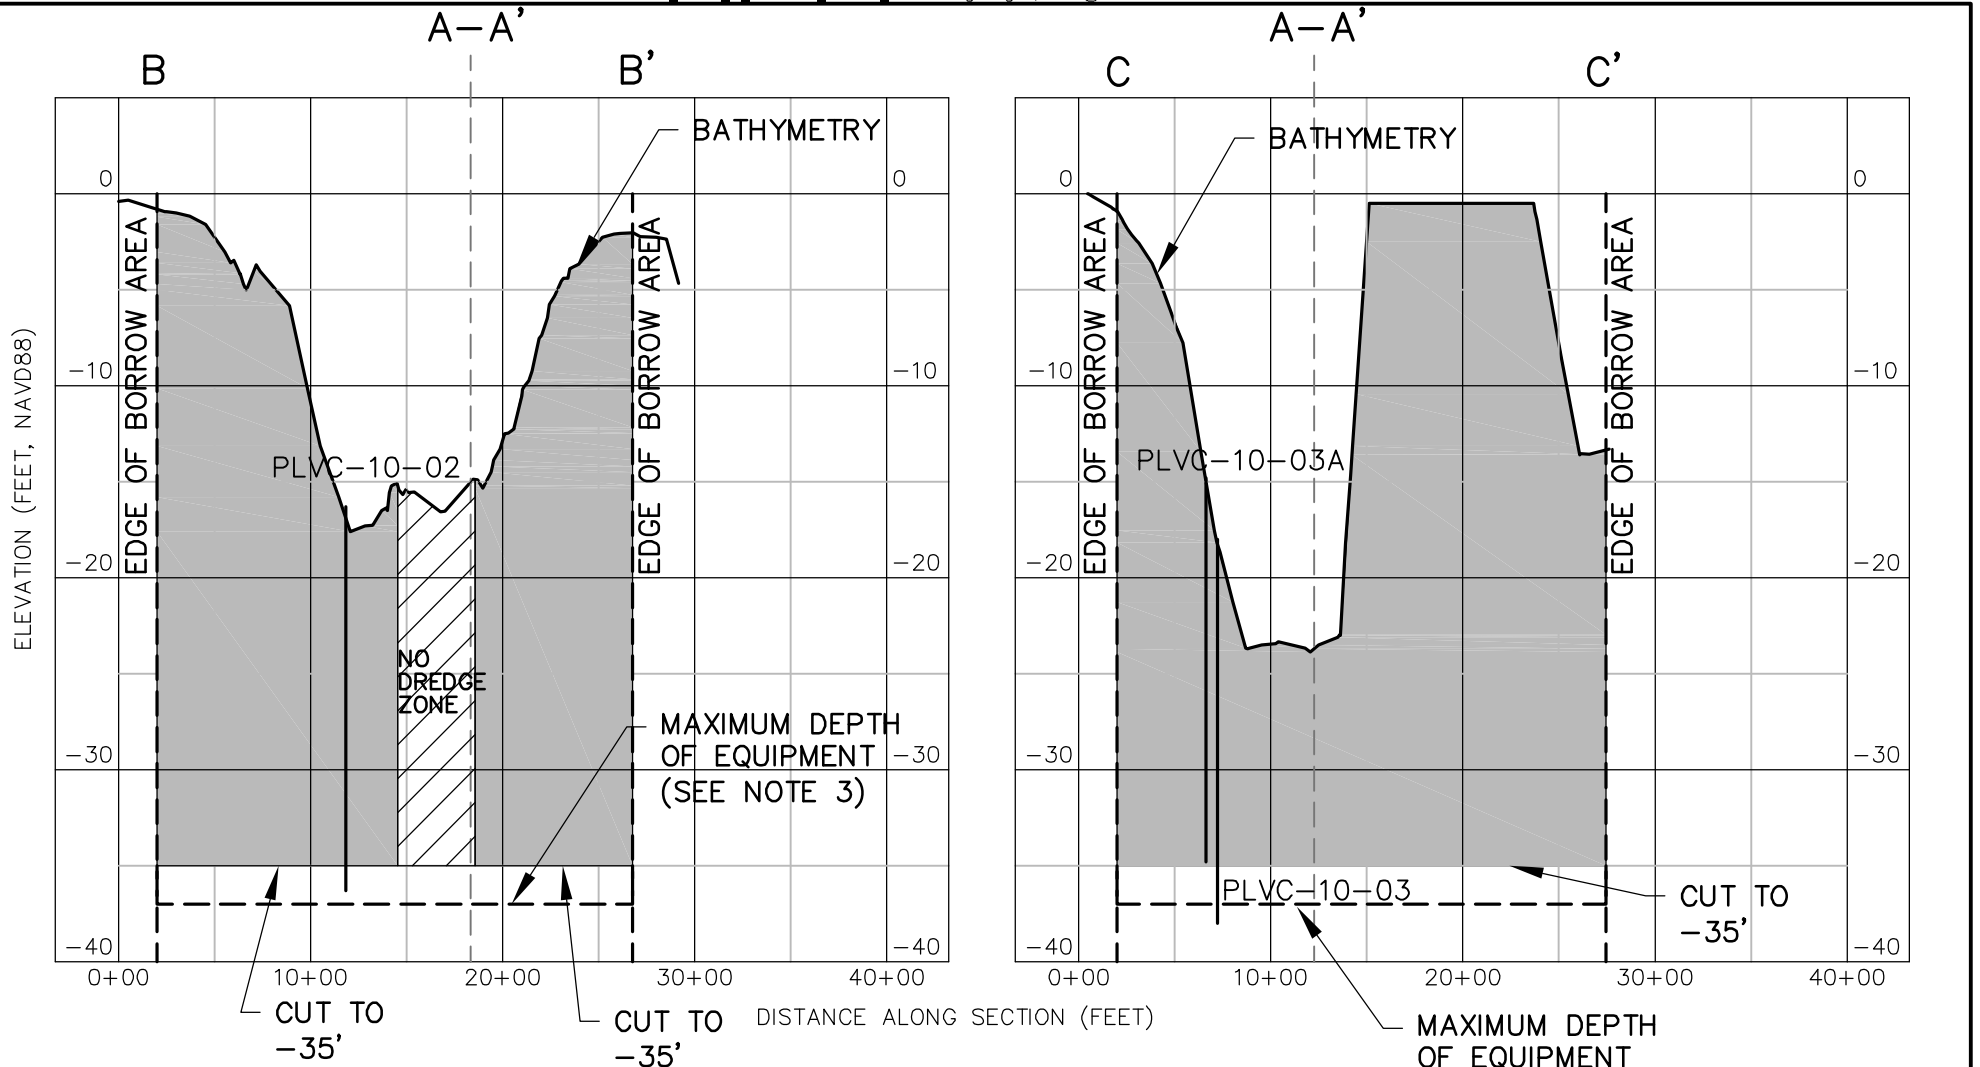 A-A'
A-A'
B
B'
C
C'
BATHYMETRY
BATHYMETRY
0
0
0
0
-10
-10
-10
-10
-20
-20
-20
-20
-30
-30
-30
-30
-40
-40
-40
-40
ELEVATION (FEET, NAVD88)
EDGE OF BORROW AREA
EDGE OF BORROW AREA
EDGE OF BORROW AREA
EDGE OF BORROW AREA
PLVC-10-02
PLVC-10-03A
NO
DREDGE
ZONE
MAXIMUM DEPTH
OF EQUIPMENT
(SEE NOTE 3)
PLVC-10-03
CUT TO
-35'
0+00
10+00
20+00
30+00
40+00
0+00
10+00
20+00
30+00
40+00
CUT TO
-35'
CUT TO
-35'
DISTANCE ALONG SECTION (FEET)
MAXIMUM DEPTH
OF EQUIPMENT